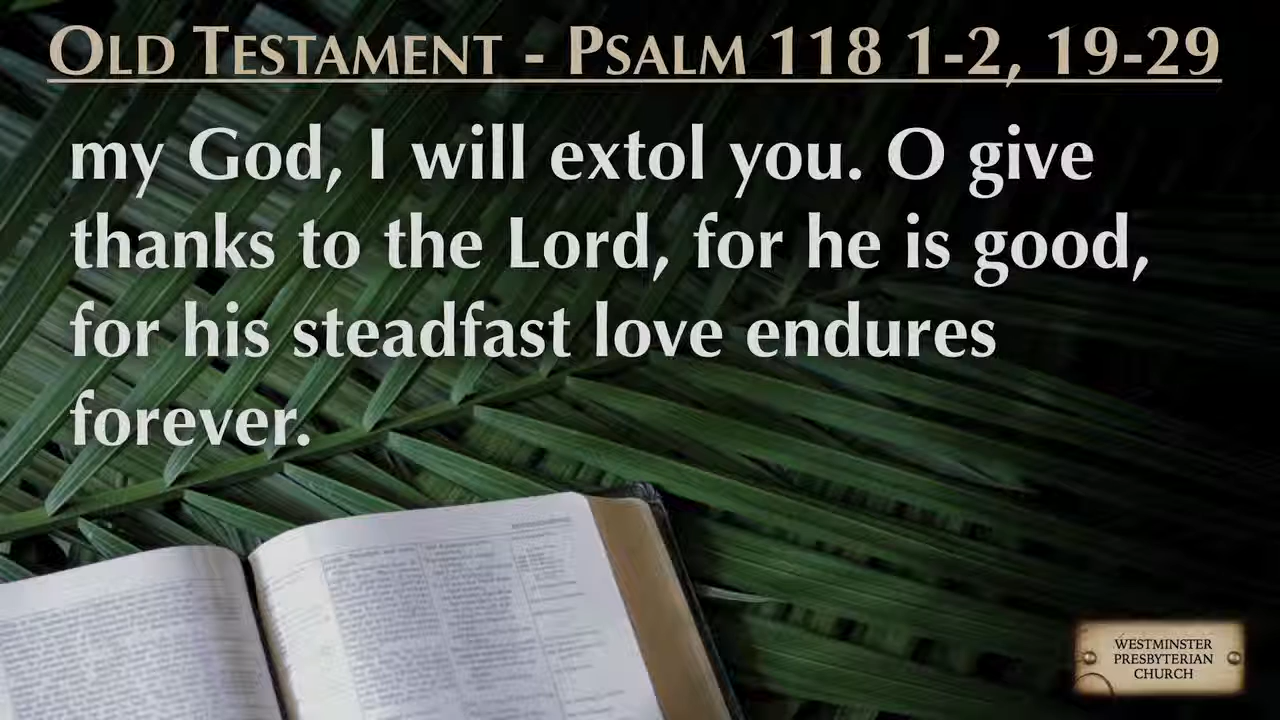 Old Testament - Psalm 118 1-2, 19-29
my God, I will extol you. O give
thanks to the Lord, for he is good,
for his steadfast love endures
forever.
WESTMINSTER
PRESBYTERIAN
CHURCH